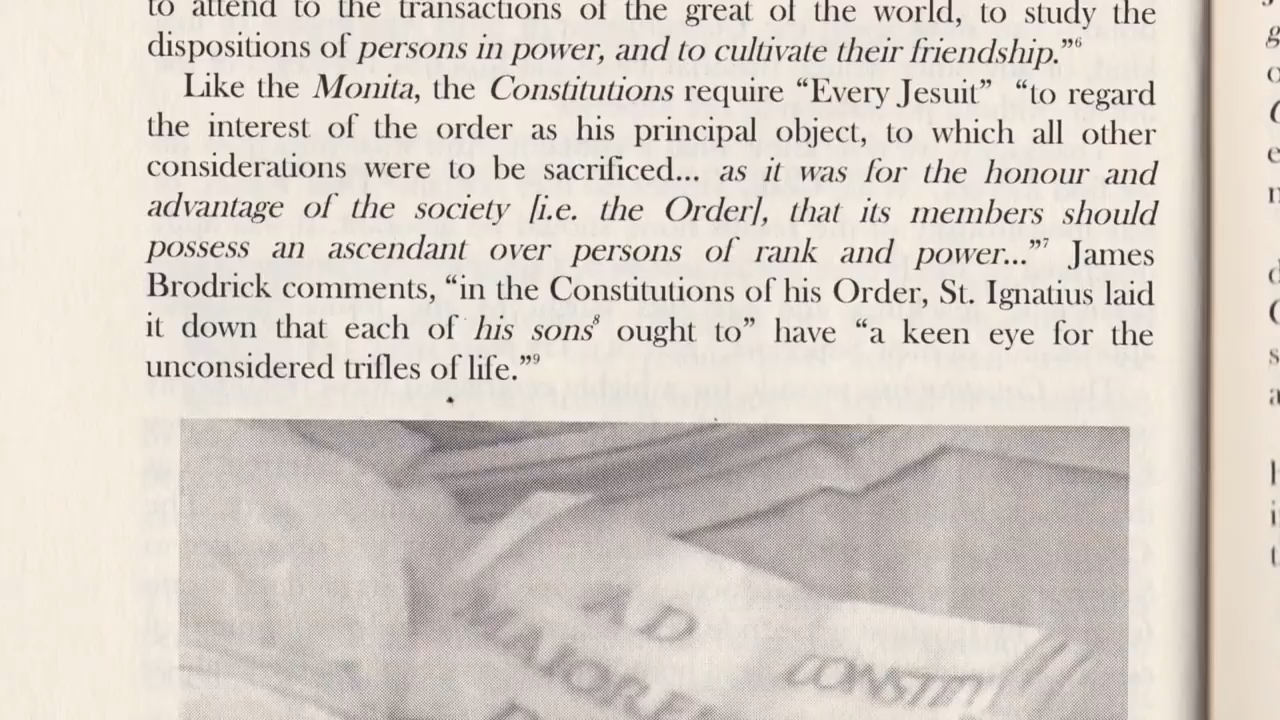 to attend to the transactions of the great of the world, to study the
dispositions of persons in power, and to cultivate their friendship.”⁶
Like the Monita, the Constitutions require “Every Jesuit” “to regard
the interest of the order as his principal object, to which all other
considerations were to be sacrificed... as it was for the honour and
advantage of the society [i.e. the Order], that its members should
possess an ascendant over persons of rank and power...”⁷ James
Brodrick comments, “in the Constitutions of his Order, St. Ignatius laid
it down that each of his sons⁸ ought to” have “a keen eye for the
unconsidered trifles of life.”⁹
AD